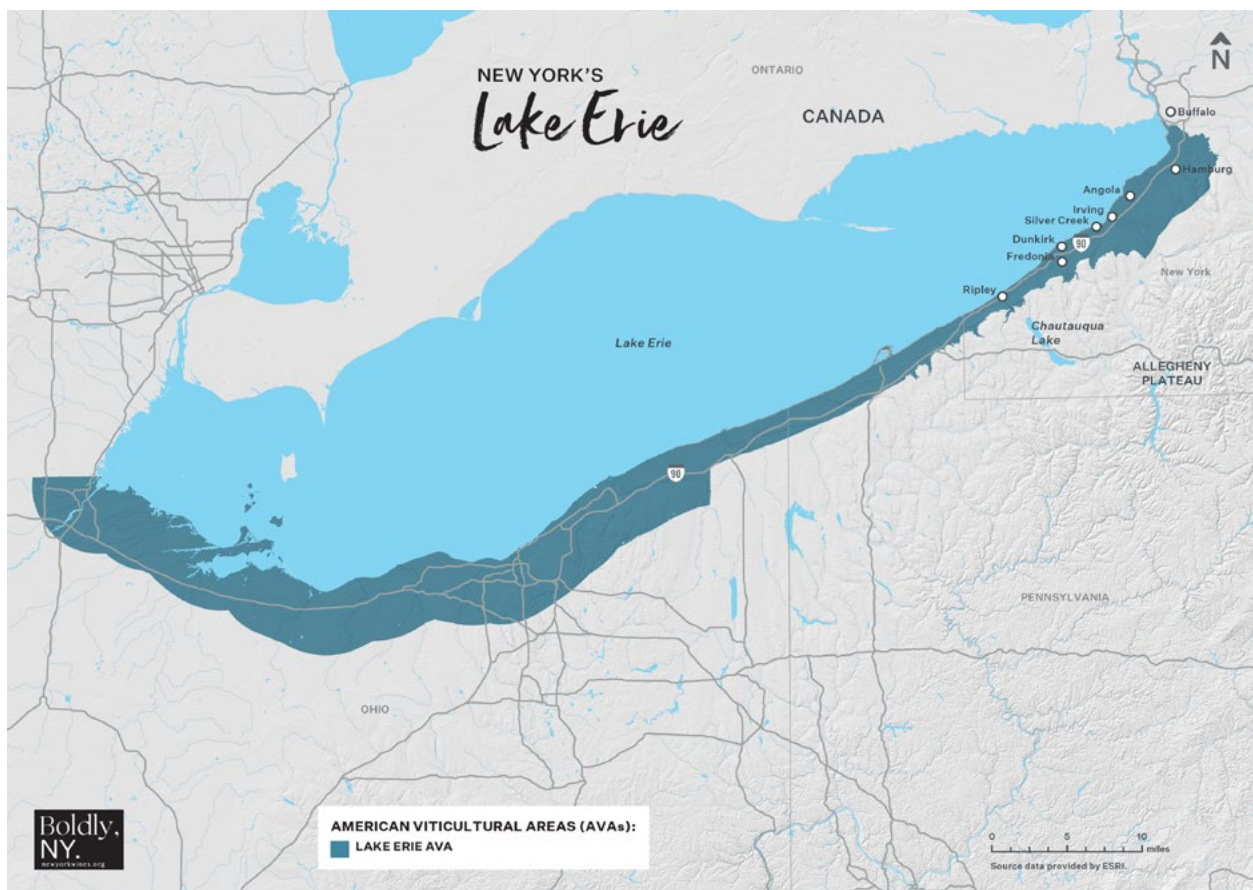 NEW YORK'S
Lake Erie
ONTARIO
CANADA
N
Buffalo
Hamburg
Angola
Irving
Silver Creek
Dunkirk
90
Fredonia
New York
Ripley
Chautauqua
Lake
Lake Erie
ALLEGHENY
PLATEAU
90
PENNSYLVANIA
OHIO
Boldly,
NY.
newyorkwines.org
AMERICAN VITICULTURAL AREAS (AVAs):
LAKE ERIE AVA
0 5 10
miles
Source data provided by ESRI.